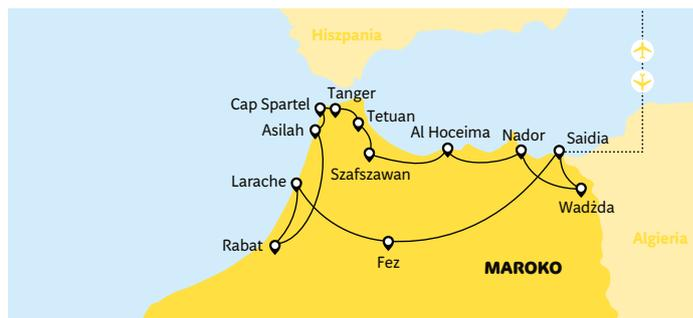 Hiszpania
Tanger
Cap Spartel
Tetuan
Asilah
Al Hoceima
Nador
Saidia
Szafszawan
Larache
Wadżda
Rabat
Algieria
Fez
MAROKO